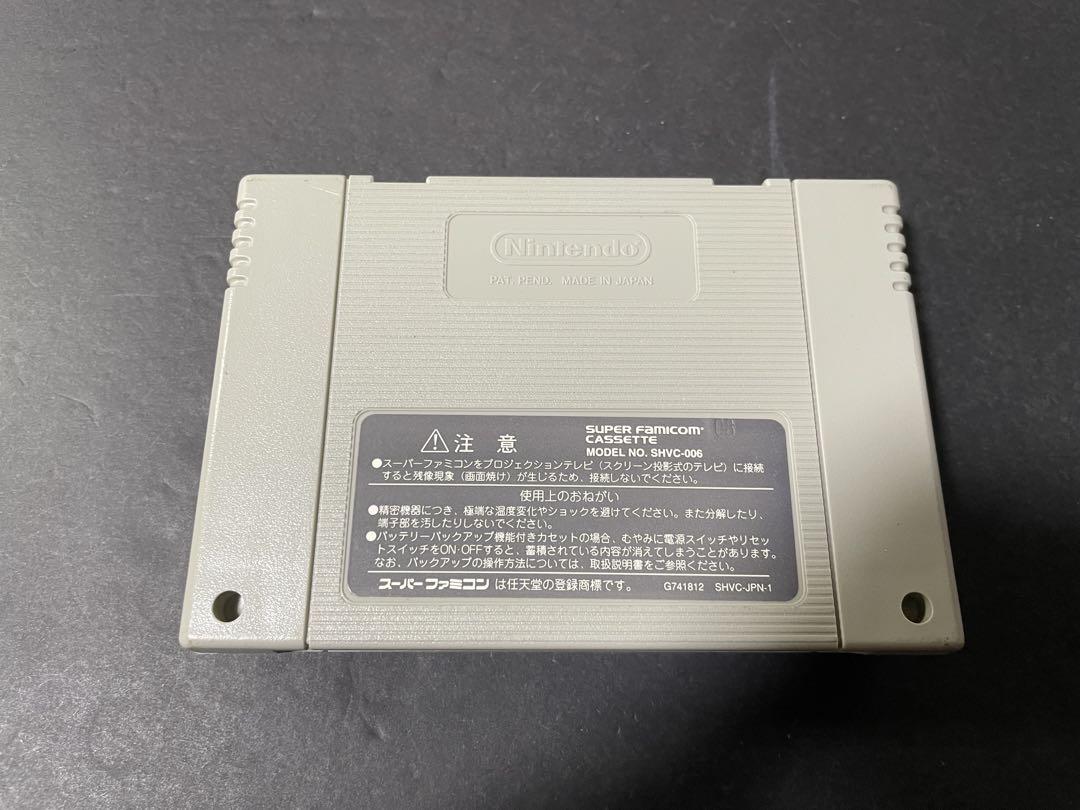 Nintendo
PAT. PEND. MADE IN JAPAN
⚠注 意
SUPER FAMICOM
CASSETTE
MODEL NO. SHVC-006
●スーパーファミコンをプロジェクションテレビ（スクリーン投影式のテレビ）に接続
すると残像現象（画面焼け）が生じるため、接続しないでください。
使用上のおねがい
●精密機器につき、極端な温度変化やショックを避けてください。また分解したり、
端子部を汚したりしないでください。
●バッテリーバックアップ機能付きカセットの場合、むやみに電源スイッチやリセッ
トスイッチをON·OFFすると、蓄積されている内容が消えてしまうことがあります。
なお、バックアップの操作方法については、取扱説明書をご参照ください。
スーパーファミコンは任天堂の登録商標です。 G741812 SHVC-JPN-1